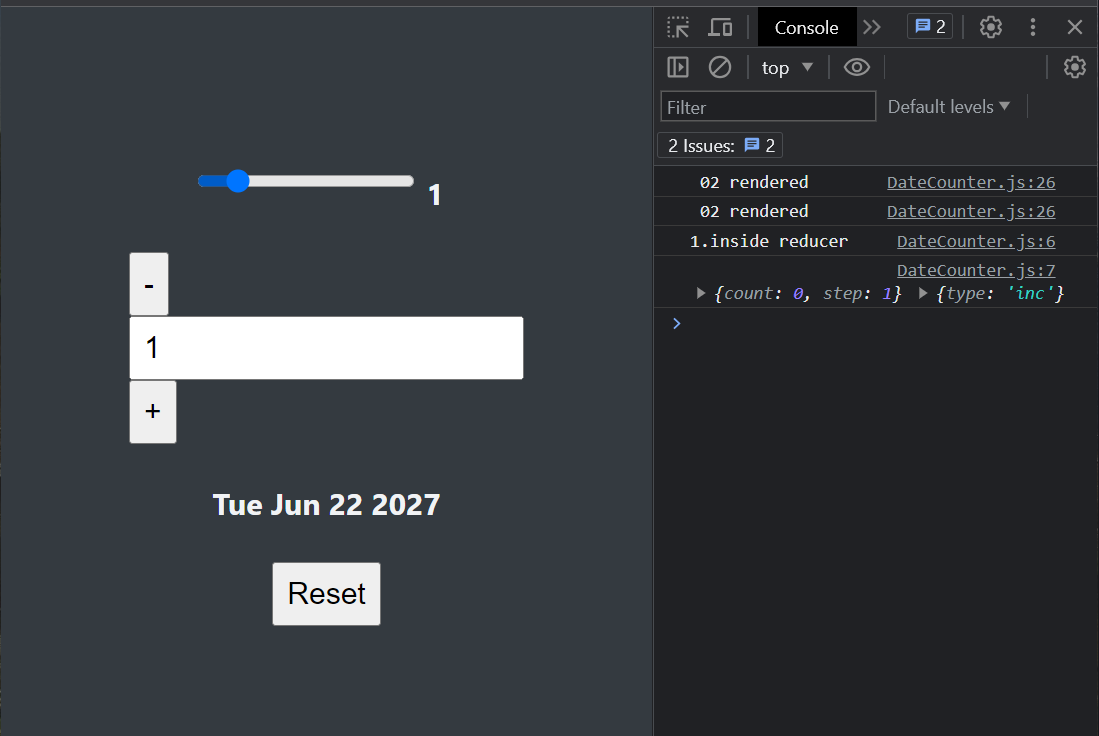 1
-
1
+
Tue Jun 22 2027
Reset
Console
2
top
Filter
Default levels
2 Issues: 2
02 rendered DateCounter.js:26
02 rendered DateCounter.js:26
1.inside reducer DateCounter.js:6
DateCounter.js:7
{count: 0, step: 1} {type: 'inc'}